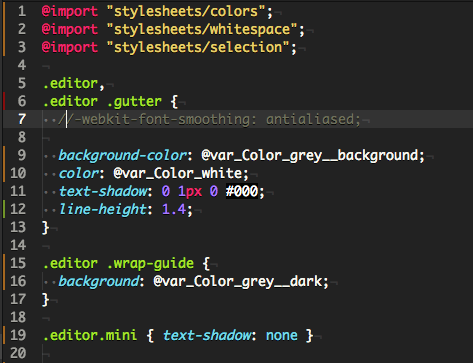 1 @import "stylesheets/colors";
2 @import "stylesheets/whitespace";
3 @import "stylesheets/selection";
4
5 .editor,
6 .editor .gutter {
7 //-webkit-font-smoothing: antialiased;
8
9 background-color: @var_Color_grey__background;
10 color: @var_Color_white;
11 text-shadow: 0 1px 0 #000;
12 line-height: 1.4;
13 }
14
15 .editor .wrap-guide {
16 background: @var_Color_grey__dark;
17 }
18
19 .editor.mini { text-shadow: none }
20